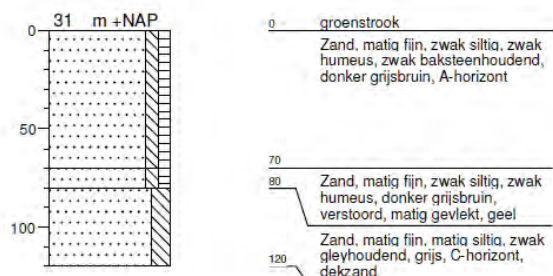 31 m +NAP
0
50
100
0 groenstrook
Zand, matig fijn, zwak siltig, zwak
humeus, zwak baksteenhoudend,
donker grijsbruin, A-horizont
70
80
Zand, matig fijn, zwak siltig, zwak
humeus, donker grijsbruin,
verstoord, matig gevlekt, geel
Zand, matig fijn, matig siltig, zwak
120 gleyhoudend, grijs, C-horizont,
dekzand